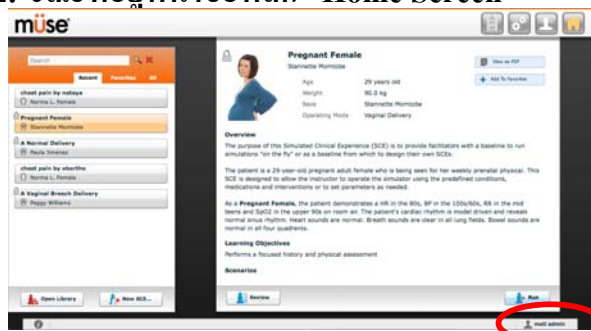 müse
Search
Recent Favorites All
chest pain by nataya
Norma L. Female
Pregnant Female
Stannette Morntobe
A Normal Delivery
Paula Jimenez
chest pain by ebertho
Norma L. Female
A Vaginal Breech Delivery
Peggy Williams
Open Library
New SCE...
Pregnant Female
Stannette Morntobe
Age 29 years old
Weight 90.0 kg
Base Stannette Morntobe
Operating Mode Vaginal Delivery
View as PDF
Add To Favorites
Overview
The purpose of this Simulated Clinical Experience (SCE) is to provide facilitators with a baseline to run
simulations "on the fly" or as a baseline from which to design their own SCEs.
The patient is a 29-year-old pregnant adult female who is being seen for her weekly prenatal physical. This
SCE is designed to allow the instructor to operate the simulator using the predefined conditions,
medications and interventions or to set parameters as needed.
As a Pregnant Female, the patient demonstrates a HR in the 80s, BP in the 100s/60s, RR in the mid
teens and SpO2 in the upper 90s on room air. The patient's cardiac rhythm is model driven and reveals
normal sinus rhythm. Heart sounds are normal. Breath sounds are clear in all lung fields. Bowel sounds are
normal in all four quadrants.
Learning Objectives
Performs a focused history and physical assessment
Scenarios
Review
Run
matt admin